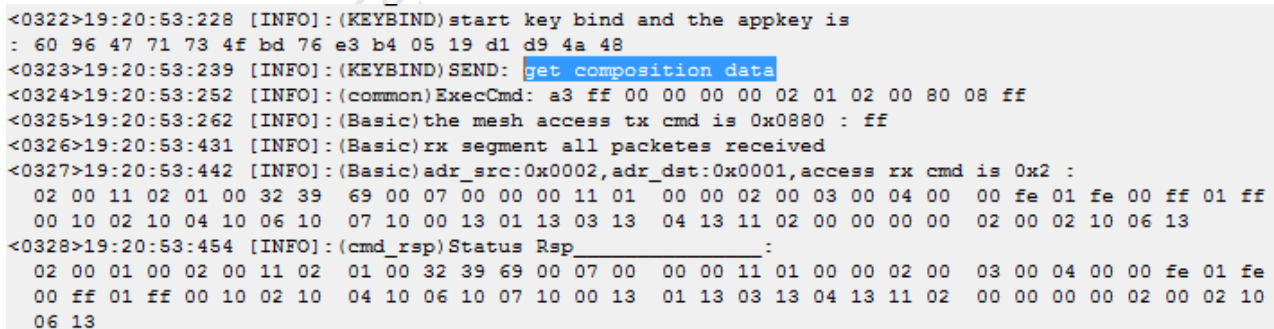 <0322>19:20:53:228 [INFO]:(KEYBIND)start key bind and the appkey is
: 60 96 47 71 73 4f bd 76 e3 b4 05 19 d1 d9 4a 48
<0323>19:20:53:239 [INFO]:(KEYBIND)SEND: get composition data
<0324>19:20:53:252 [INFO]:(common)ExecCmd: a3 ff 00 00 00 00 02 01 02 00 80 08 ff
<0325>19:20:53:262 [INFO]:(Basic)the mesh access tx cmd is 0x0880 : ff
<0326>19:20:53:431 [INFO]:(Basic)rx segment all packetes received
<0327>19:20:53:442 [INFO]:(Basic)adr_src:0x0002,adr_dst:0x0001,access rx cmd is 0x2 :
02 00 11 02 01 00 32 39 69 00 07 00 00 00 11 01 00 00 02 00 03 00 04 00 00 fe 01 fe 00 ff 01 ff
00 10 02 10 04 10 06 10 07 10 00 13 01 13 03 13 04 13 11 02 00 00 00 00 02 00 02 10 06 13
<0328>19:20:53:454 [INFO]:(cmd_rsp)Status Rsp________________:
02 00 01 00 02 00 11 02 01 00 32 39 69 00 07 00 00 00 11 01 00 00 02 00 03 00 04 00 00 fe 01 fe
00 ff 01 ff 00 10 02 10 04 10 06 10 07 10 00 13 01 13 03 13 04 13 11 02 00 00 00 00 02 00 02 10
06 13